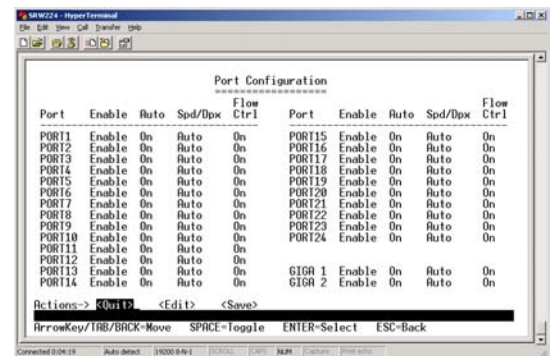 SRW224 - HyperTerminal
File Edit View Call Transfer Help
Port Configuration
Flow Flow
Port Enable Auto Spd/Dpx Ctrl Port Enable Auto Spd/Dpx Ctrl
PORT1 Enable On Auto On PORT15 Enable On Auto On
PORT2 Enable On Auto On PORT16 Enable On Auto On
PORT3 Enable On Auto On PORT17 Enable On Auto On
PORT4 Enable On Auto On PORT18 Enable On Auto On
PORT5 Enable On Auto On PORT19 Enable On Auto On
PORT6 Enable On Auto On PORT20 Enable On Auto On
PORT7 Enable On Auto On PORT21 Enable On Auto On
PORT8 Enable On Auto On PORT22 Enable On Auto On
PORT9 Enable On Auto On PORT23 Enable On Auto On
PORT10 Enable On Auto On PORT24 Enable On Auto On
PORT11 Enable On Auto On
PORT12 Enable On Auto On
PORT13 Enable On Auto On GIGA 1 Enable On Auto On
PORT14 Enable On Auto On GIGA 2 Enable On Auto On
Actions-> <Quit> <Edit> <Save>
ArrowKey/TAB/BACK=Move SPACE=Toggle ENTER=Select ESC=Back
Connected 0:04:19 Auto detect 19200 8-N-1 SCROLL CAPS NUM Capture Print echo